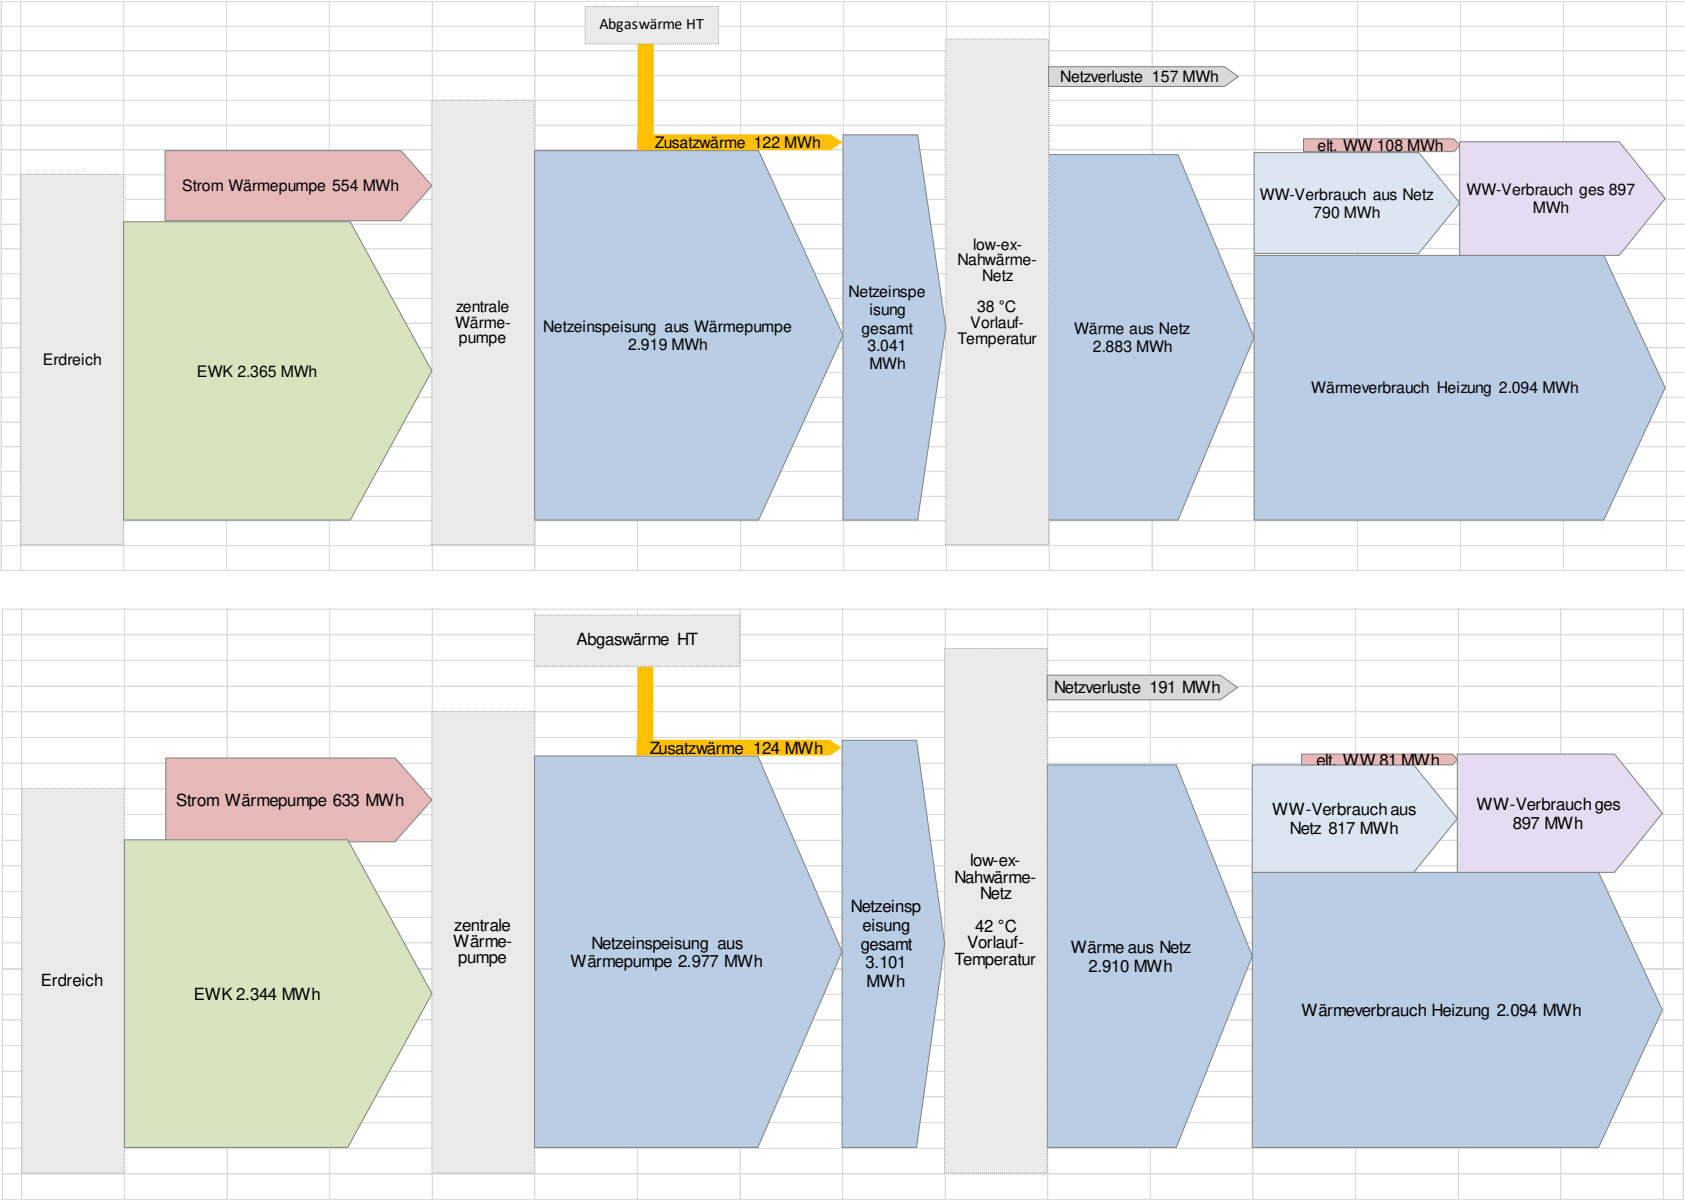 Abgaswärme HT
Netzverluste 157 MWh
Zusatzwärme 122 MWh
elt. WW 108 MWh
Strom Wärmepumpe 554 MWh
WW-Verbrauch aus Netz
790 MWh
WW-Verbrauch ges 897
MWh
low-ex-
Nahwärme-
Netz
38 °C
Vorlauf-
Temperatur
zentrale
Wärme-
pumpe
Netzeinspeisung aus Wärmepumpe
2.919 MWh
Netzeinspe
isung
gesamt
3.041
MWh
Wärme aus Netz
2.883 MWh
Erdreich
EWK 2.365 MWh
Wärmeverbrauch Heizung 2.094 MWh
Abgaswärme HT
Netzverluste 191 MWh
Zusatzwärme 124 MWh
elt. WW 81 MWh
Strom Wärmepumpe 633 MWh
WW-Verbrauch aus
Netz 817 MWh
WW-Verbrauch ges
897 MWh
low-ex-
Nahwärme-
Netz
42 °C
Vorlauf-
Temperatur
zentrale
Wärme-
pumpe
Netzeinspeisung aus
Wärmepumpe 2.977 MWh
Netzeinsp
eisung
gesamt
3.101
MWh
Wärme aus Netz
2.910 MWh
Erdreich
EWK 2.344 MWh
Wärmeverbrauch Heizung 2.094 MWh